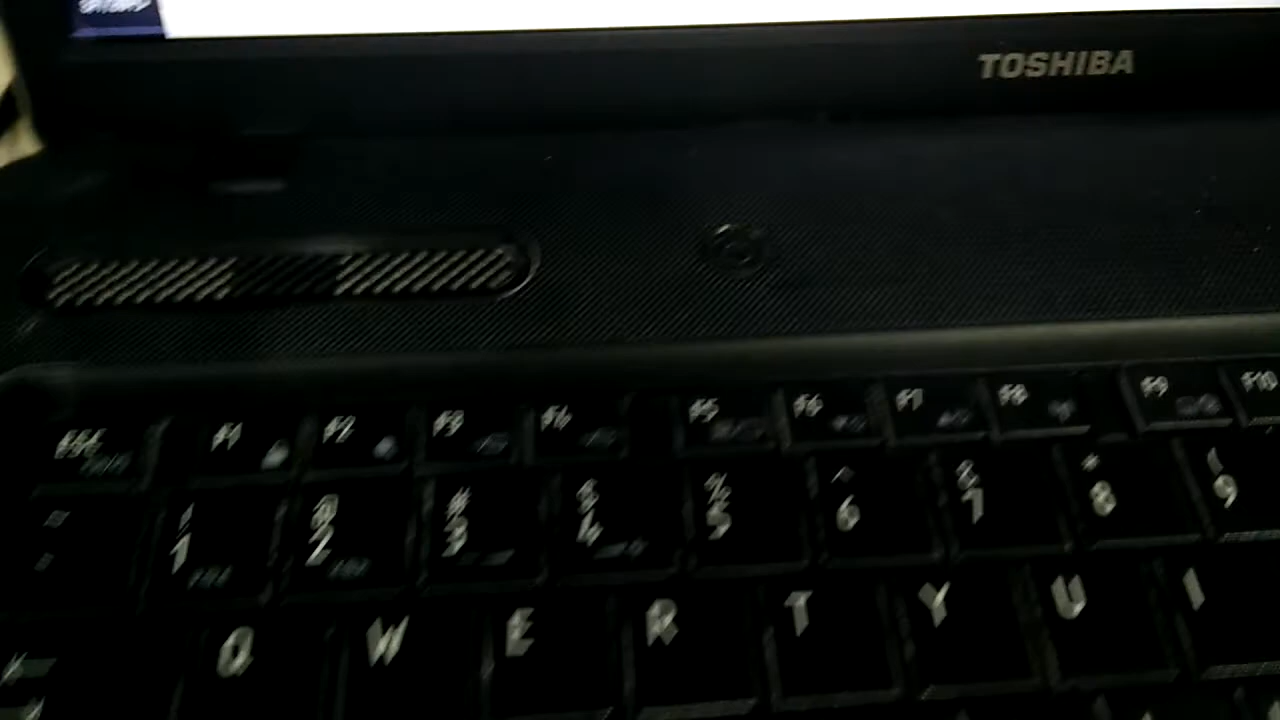 TOSHIBA
ESC F1 F2 F3 F4 F5 F6 F7 F8 F9 F10
! @ # $ % ^ & * (
1 2 3 4 5 6 7 8 9
Q W E R T Y U I